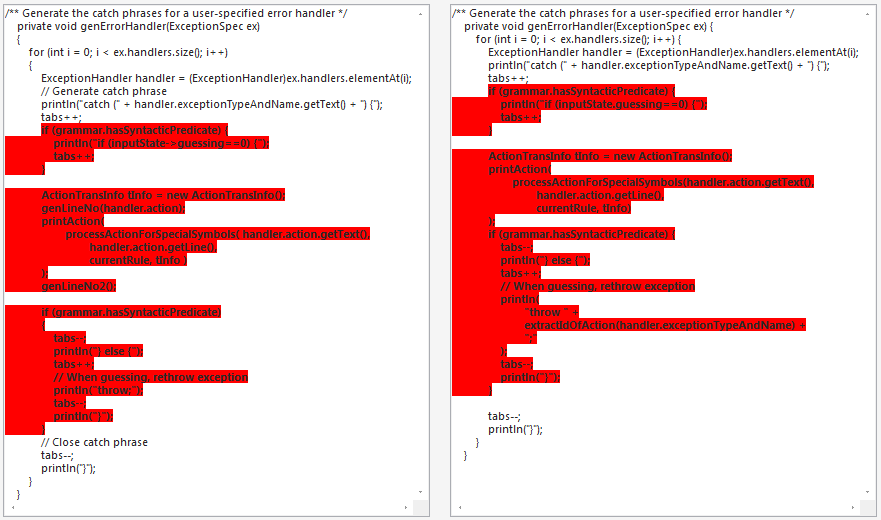 /** Generate the catch phrases for a user-specified error handler */
private void genErrorHandler(ExceptionSpec ex)
{
for (int i = 0; i < ex.handlers.size(); i++)
{
ExceptionHandler handler = (ExceptionHandler)ex.handlers.elementAt(i);
// Generate catch phrase
println("catch (" + handler.exceptionTypeAndName.getText() + ") {");
tabs++;
if (grammar.hasSyntacticPredicate) {
println("if (inputState->guessing==0) {");
tabs++;
}
ActionTransInfo tInfo = new ActionTransInfo();
genLineNo(handler.action);
printAction(
processActionForSpecialSymbols( handler.action.getText(),
handler.action.getLine(),
currentRule, tInfo )
);
genLineNo2();
if (grammar.hasSyntacticPredicate)
{
tabs--;
println("} else {");
tabs++;
// When guessing, rethrow exception
println("throw;");
tabs--;
println("}");
}
// Close catch phrase
tabs--;
println("}");
}
}
/** Generate the catch phrases for a user-specified error handler */
private void genErrorHandler(ExceptionSpec ex) {
for (int i = 0; i < ex.handlers.size(); i++) {
ExceptionHandler handler = (ExceptionHandler)ex.handlers.elementAt(i);
println("catch (" + handler.exceptionTypeAndName.getText() + ") {");
tabs++;
if (grammar.hasSyntacticPredicate) {
println("if (inputState.guessing==0) {");
tabs++;
}
ActionTransInfo tInfo = new ActionTransInfo();
printAction(
processActionForSpecialSymbols(handler.action.getText(),
handler.action.getLine(),
currentRule, tInfo)
);
if (grammar.hasSyntacticPredicate) {
tabs--;
println("} else {");
tabs++;
// When guessing, rethrow exception
println(
"throw " +
extractIdOfAction(handler.exceptionTypeAndName) +
";"
);
tabs--;
println("}");
}
tabs--;
println("}");
}
}